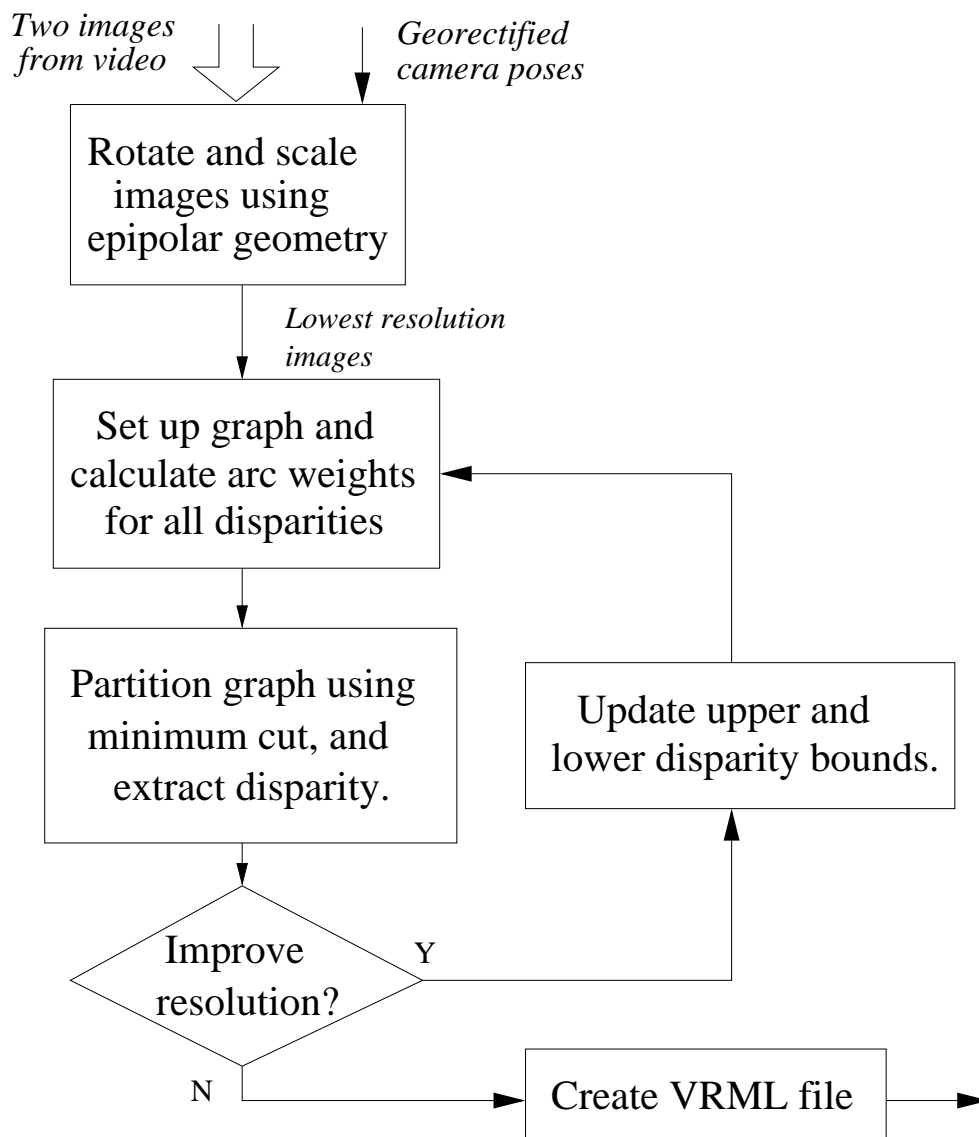 Two images
from video
Georectified
camera poses
Rotate and scale
images using
epipolar geometry
Lowest resolution
images
Set up graph and
calculate arc weights
for all disparities
Partition graph using
minimum cut, and
extract disparity.
Update upper and
lower disparity bounds.
Improve
resolution?
Y
N
Create VRML file